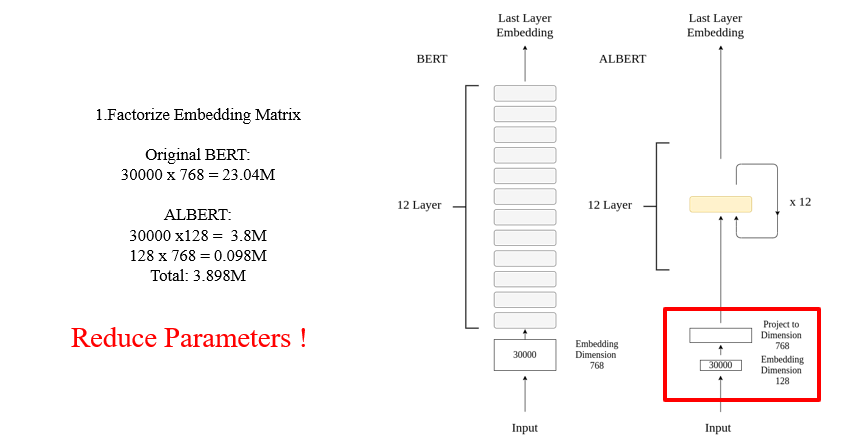 1.Factorize Embedding Matrix
Original BERT:
30000 x 768 = 23.04M
ALBERT:
30000 x128 =  3.8M
128 x 768 = 0.098M
Total: 3.898M
Reduce Parameters !
Last Layer
Embedding
BERT
12 Layer
30000
Embedding
Dimension
768
Input
Last Layer
Embedding
ALBERT
12 Layer
x 12
Project to
Dimension
768
30000
Embedding
Dimension
128
Input